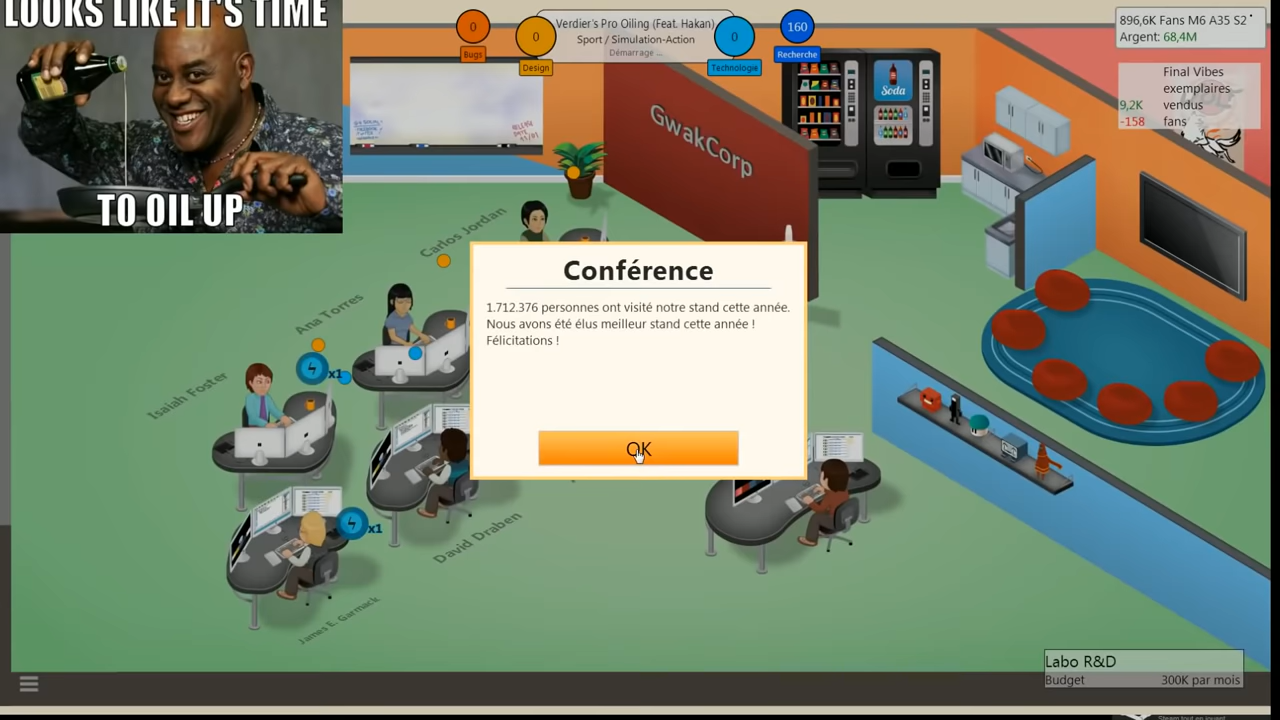 LOOKS LIKE IT'S TIME
TO OIL UP
0
Bugs
0
Design
Verdier's Pro Oiling (Feat. Hakan)
Sport / Simulation-Action
Démarrage ...
0
Technologie
160
Recherche
896,6K Fans M6 A35 S2
Argent: 68,4M
Final Vibes
exemplaires
9,2K vendus
-158 fans
Soda
GwakCorp
Carlos Jordan
Ana Torres
Isaiah Foster
x1
x1
David Draben
James E. Garmack
Conférence
1.712.376 personnes ont visité notre stand cette année.
Nous avons été élus meilleur stand cette année !
Félicitations !
OK
Labo R&D
Budget 300K par mois